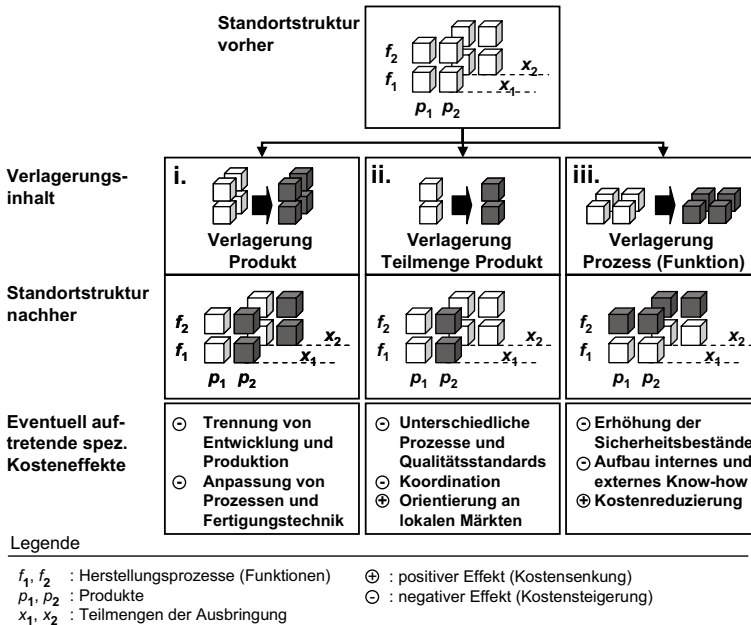 Standortstruktur
vorher
f2
f1
x2
x1
p1 p2
Verlagerungs-
inhalt
i.
Verlagerung
Produkt
ii.
Verlagerung
Teilmenge Produkt
iii.
Verlagerung
Prozess (Funktion)
Standortstruktur
nachher
f2
f1
x2
x1
p1 p2
f2
f1
x2
x1
p1 p2
f2
f1
x2
x1
p1 p2
Eventuell auf-
tretende spez.
Kosteneffekte
⊖ Trennung von
Entwicklung und
Produktion
⊖ Anpassung von
Prozessen und
Fertigungstechnik
⊖ Unterschiedliche
Prozesse und
Qualitätsstandards
⊖ Koordination
⊕ Orientierung an
lokalen Märkten
⊖ Erhöhung der
Sicherheitsbestände
⊖ Aufbau internes und
externes Know-how
⊕ Kostenreduzierung
Legende
f1, f2 : Herstellungsprozesse (Funktionen)
p1, p2 : Produkte
x1, x2 : Teilmengen der Ausbringung
⊕ : positiver Effekt (Kostensenkung)
⊖ : negativer Effekt (Kostensteigerung)